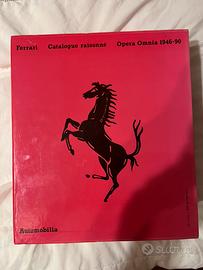 Ferrari Catalogue raisonné Opera Omnia 1946-90
Automobilia
SUBITO